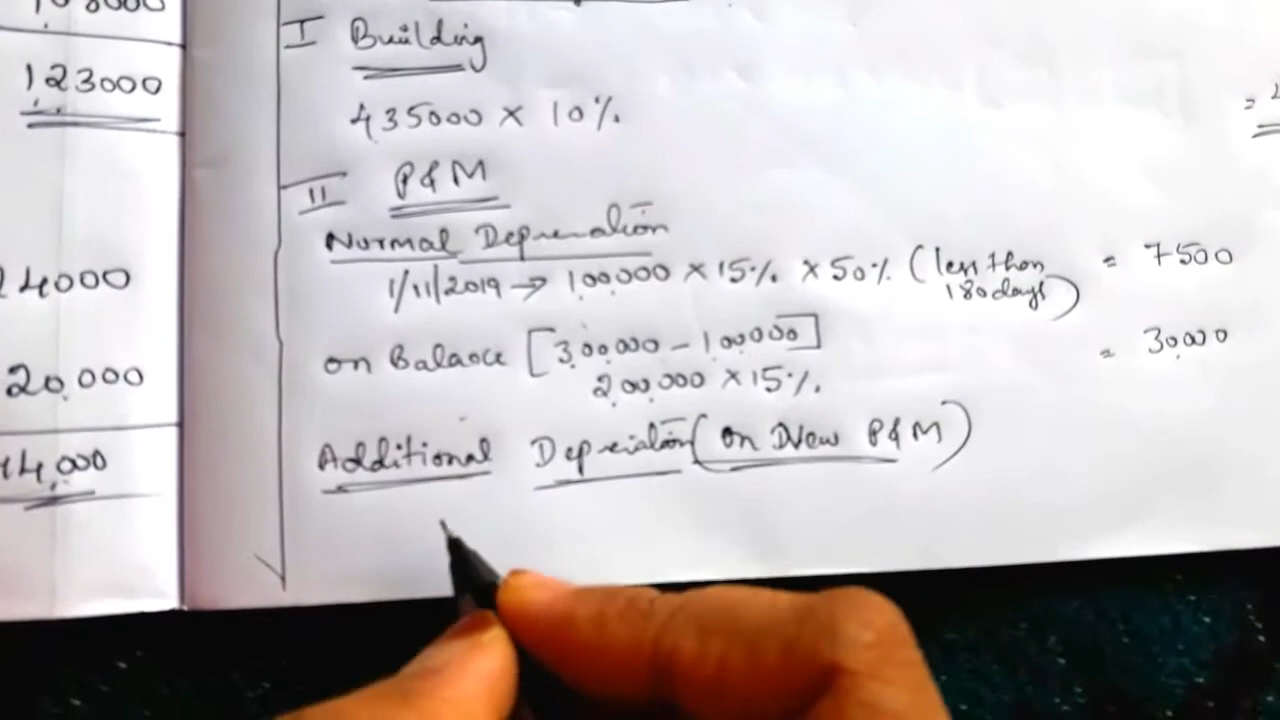 123000
24000
20,000
14,000
I Building
435000 × 10%.
II P&M
Normal Depreciation
1/11/2019 → 1,00,000 × 15% × 50% (less than 180 days) = 7500
on Balance [3,00,000 - 1,00,000] = 30,000
2,00,000 × 15%.
Additional Depreciation (on New P&M)